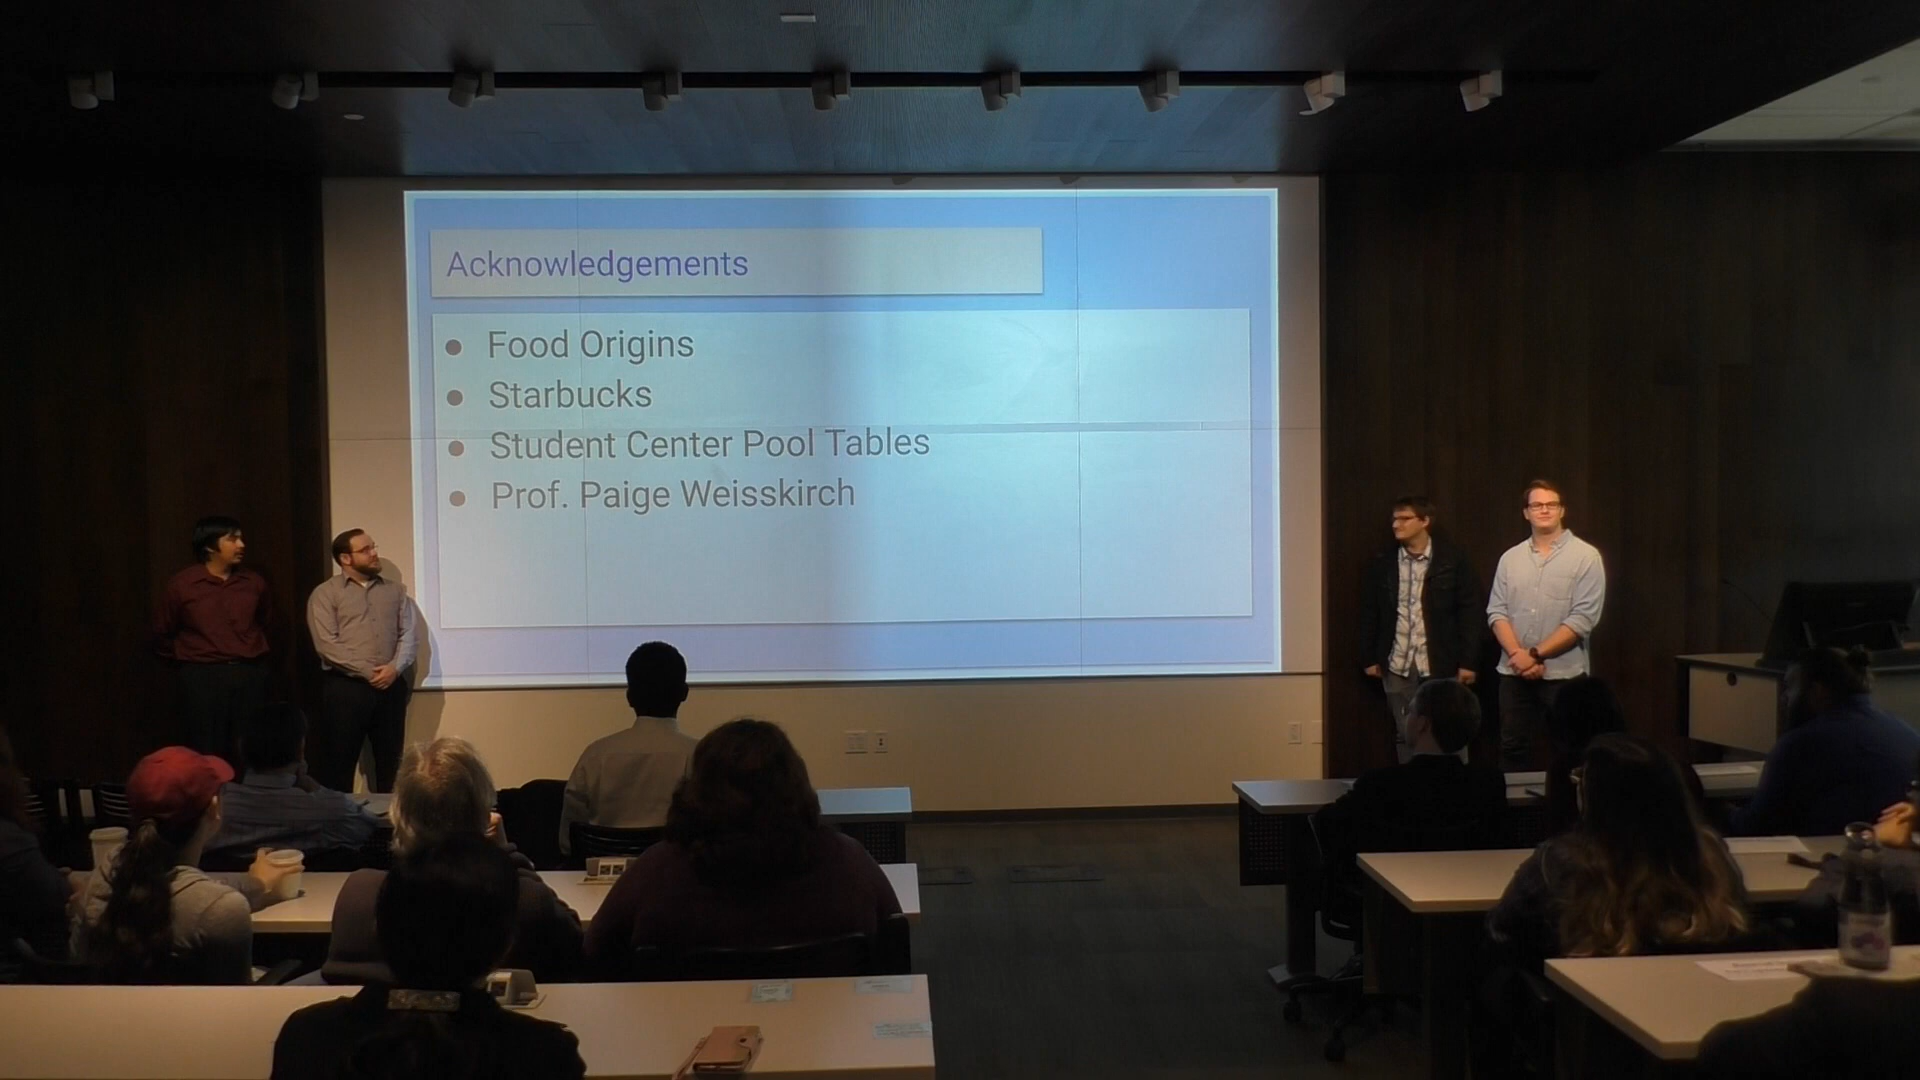 Acknowledgements
Food Origins
Starbucks
Student Center Pool Tables
Prof. Paige Weisskirch